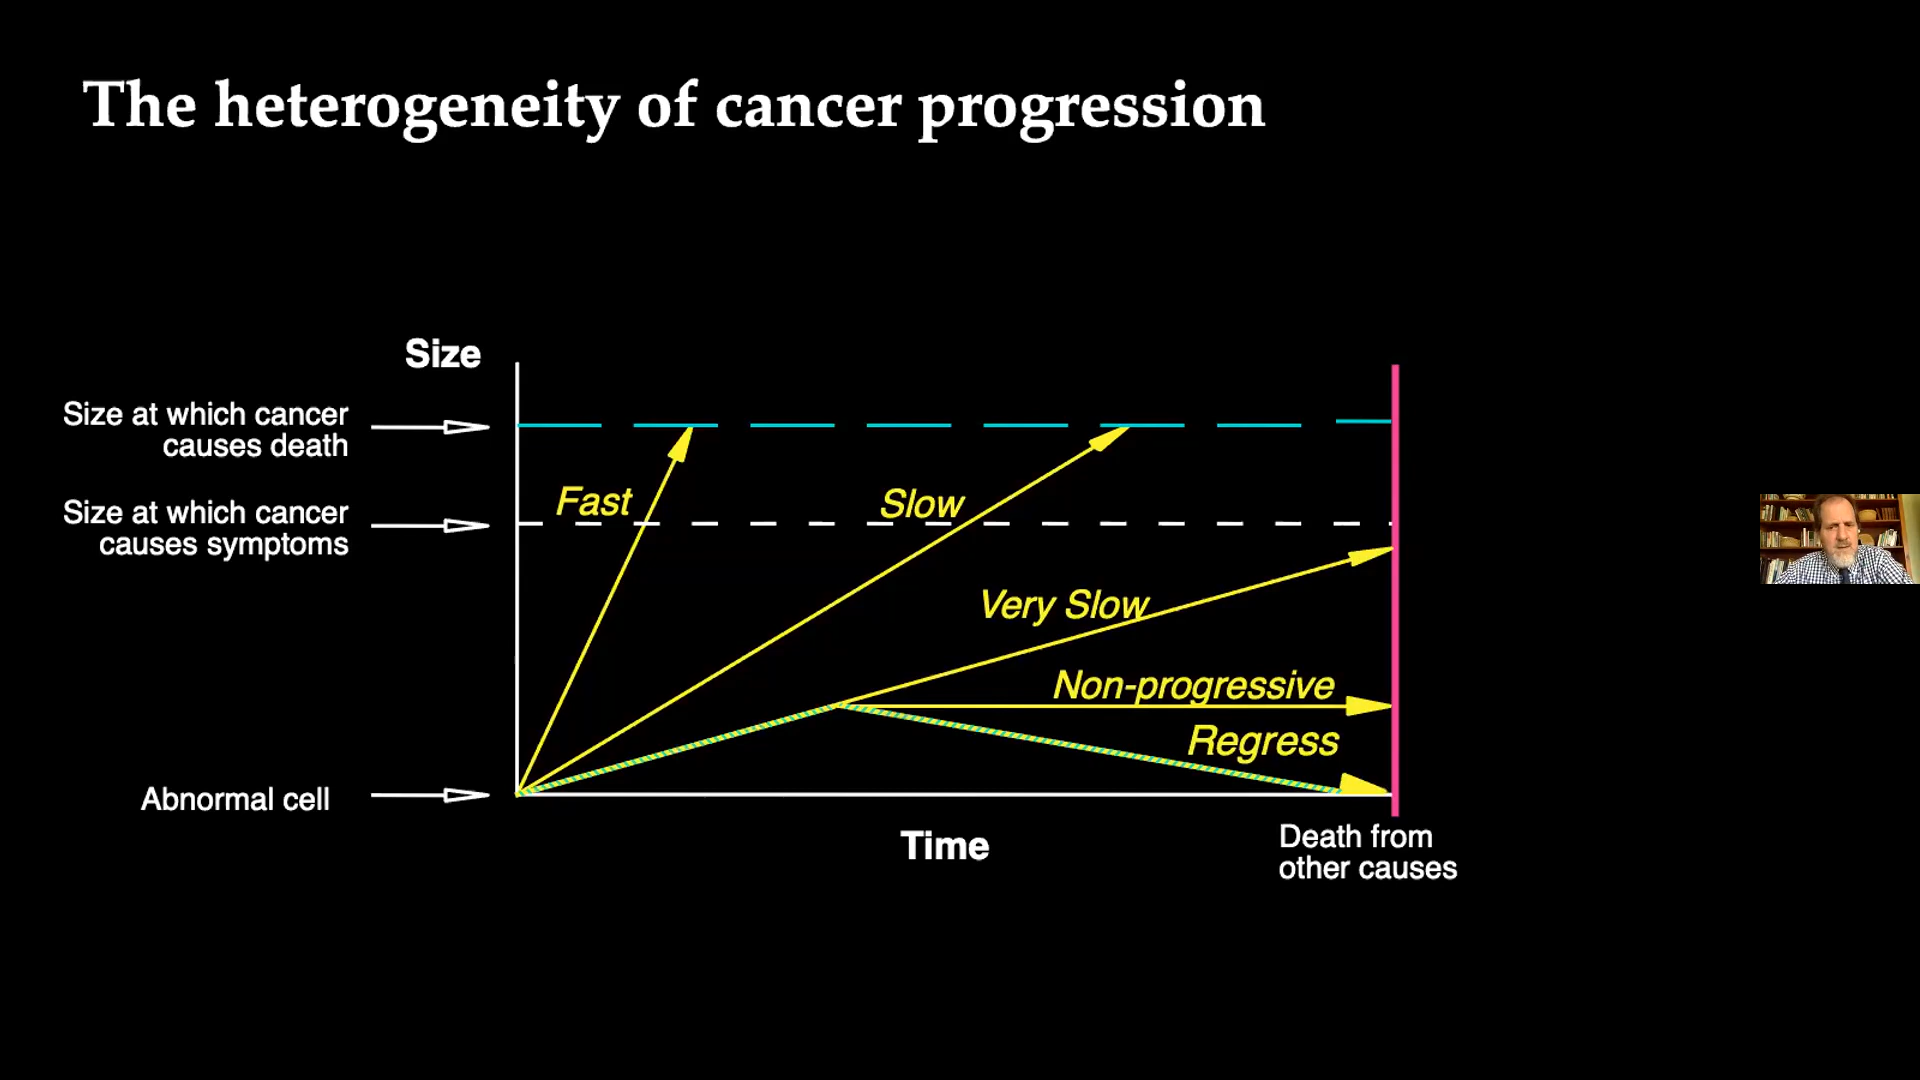 The heterogeneity of cancer progression
Size
Size at which cancer
causes death
Fast
Slow
Size at which cancer
causes symptoms
Very Slow
Non-progressive
Regress
Abnormal cell
Time
Death from
other causes